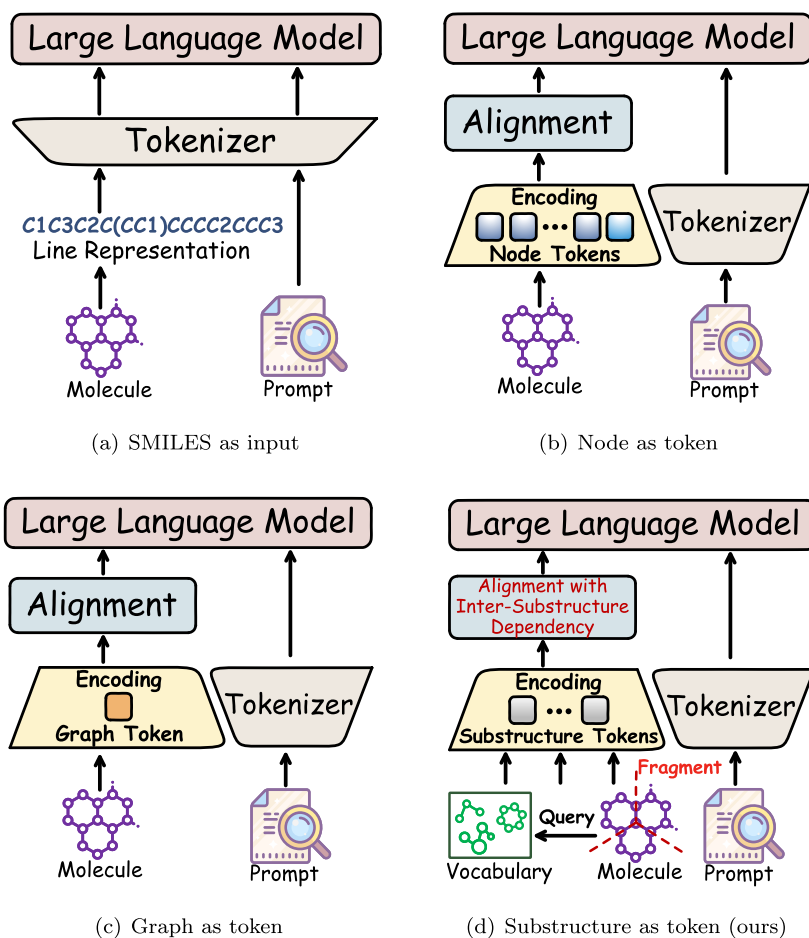 Large Language Model
Tokenizer
C1C3C2C(CC1)CCCC2CCC3
Line Representation
Molecule
Prompt
(a) SMILES as input
Large Language Model
Alignment
Encoding
Node Tokens
Tokenizer
Molecule
Prompt
(b) Node as token
Large Language Model
Alignment
Encoding
Graph Token
Tokenizer
Molecule
Prompt
(c) Graph as token
Large Language Model
Alignment with
Inter-Substructure
Dependency
Encoding
Substructure Tokens
Tokenizer
Fragment
Query
Vocabulary
Molecule
Prompt
(d) Substructure as token (ours)